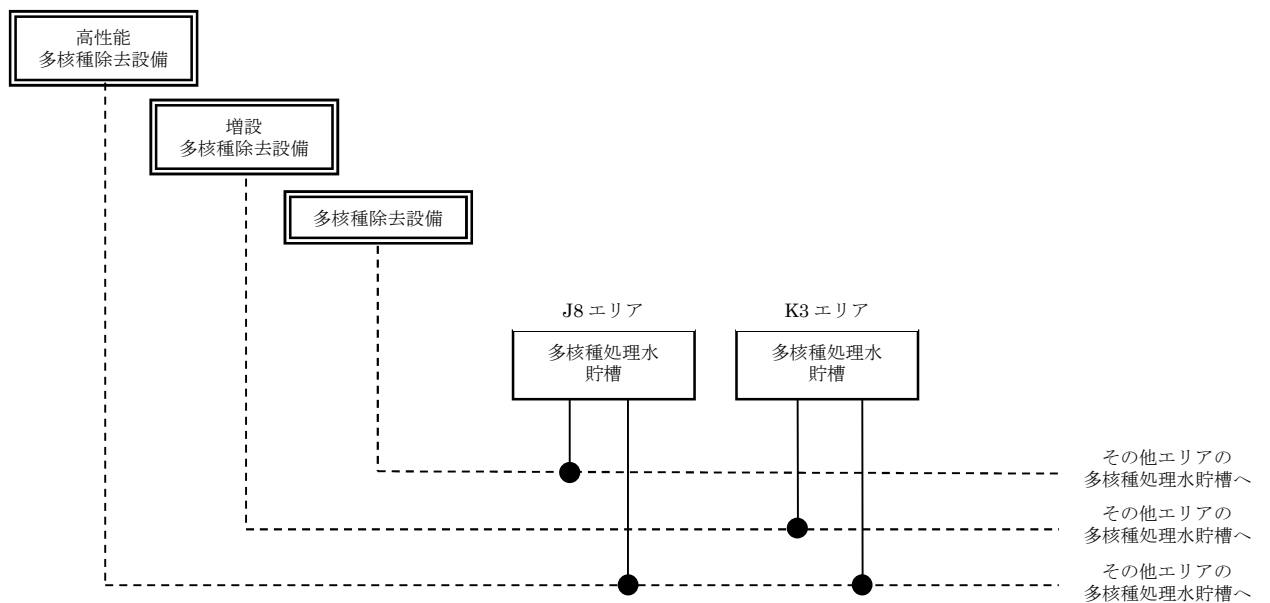 高性能
多核種除去設備
増設
多核種除去設備
多核種除去設備
J8 エリア
K3 エリア
多核種処理水
貯槽
多核種処理水
貯槽
その他エリアの
多核種処理水貯槽へ
その他エリアの
多核種処理水貯槽へ
その他エリアの
多核種処理水貯槽へ